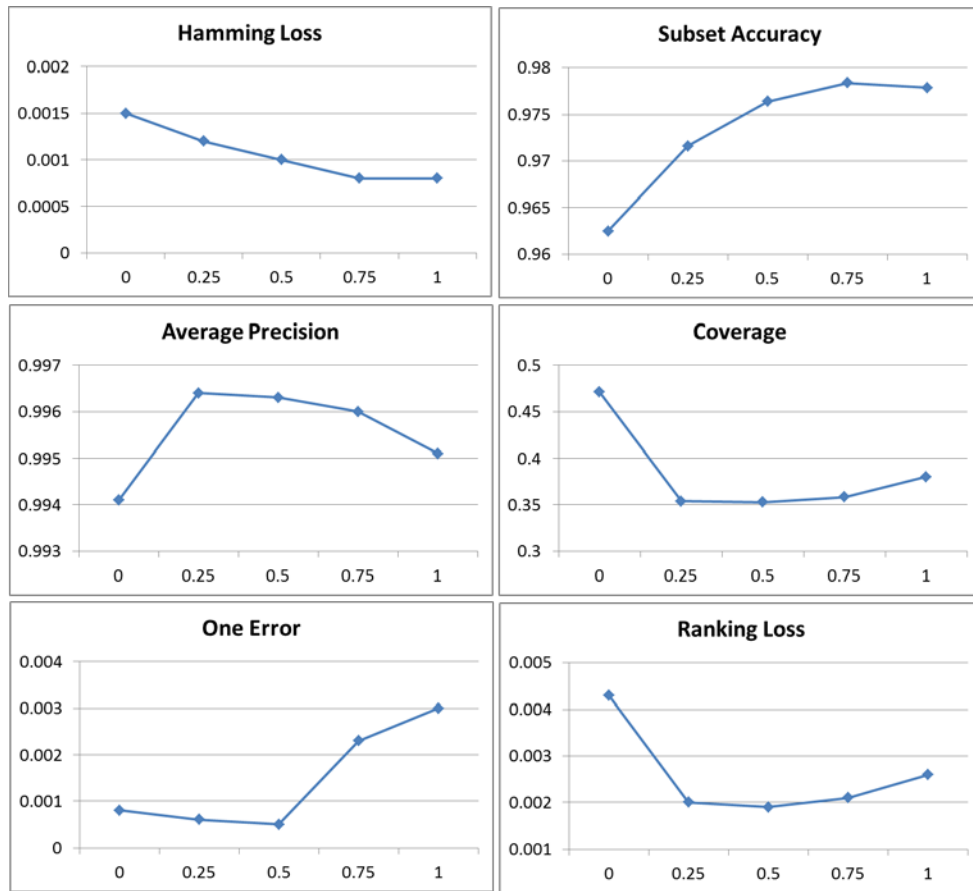 Hamming Loss
0.002
0.0015
0.001
0.0005
0
0 0.25 0.5 0.75 1
Subset Accuracy
0.98
0.975
0.97
0.965
0.96
0 0.25 0.5 0.75 1
Average Precision
0.997
0.996
0.995
0.994
0.993
0 0.25 0.5 0.75 1
Coverage
0.5
0.45
0.4
0.35
0.3
0 0.25 0.5 0.75 1
One Error
0.004
0.003
0.002
0.001
0
0 0.25 0.5 0.75 1
Ranking Loss
0.005
0.004
0.003
0.002
0.001
0 0.25 0.5 0.75 1